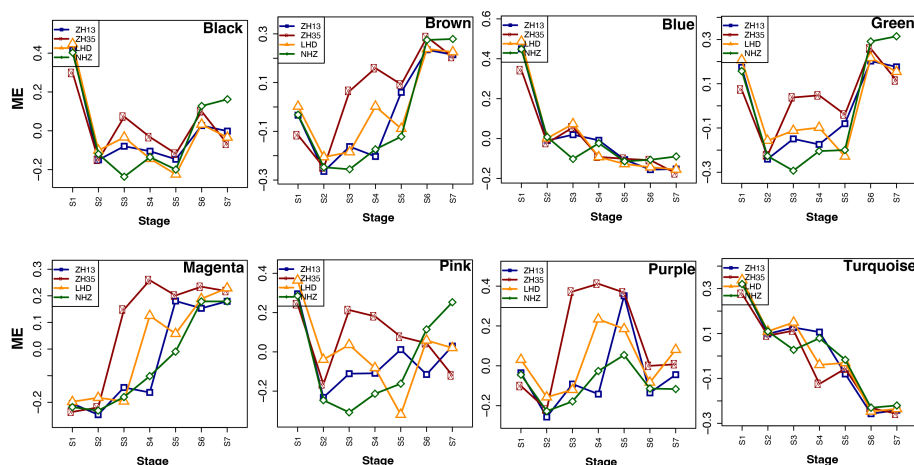 Black
ZH13
ZH35
LHD
NHZ
ME
0.4
0.2
0.0
-0.2
S1 S2 S3 S4 S5 S6 S7
Stage
Brown
ZH13
ZH35
LHD
NHZ
0.3
0.1
-0.1
-0.3
S1 S2 S3 S4 S5 S6 S7
Stage
Blue
ZH13
ZH35
LHD
NHZ
0.6
0.4
0.2
0.0
-0.2
S1 S2 S3 S4 S5 S6 S7
Stage
Green
ZH13
ZH35
LHD
NHZ
0.3
0.1
-0.1
-0.3
S1 S2 S3 S4 S5 S6 S7
Stage
Magenta
ZH13
ZH35
LHD
NHZ
ME
0.3
0.2
0.1
0.0
-0.2
S1 S2 S3 S4 S5 S6 S7
Stage
Pink
ZH13
ZH35
LHD
NHZ
0.4
0.2
0.0
-0.2
S1 S2 S3 S4 S5 S6 S7
Stage
Purple
ZH13
ZH35
LHD
NHZ
0.4
0.2
0.0
-0.2
S1 S2 S3 S4 S5 S6 S7
Stage
Turquoise
ZH13
ZH35
LHD
NHZ
0.3
0.1
-0.1
-0.3
S1 S2 S3 S4 S5 S6 S7
Stage